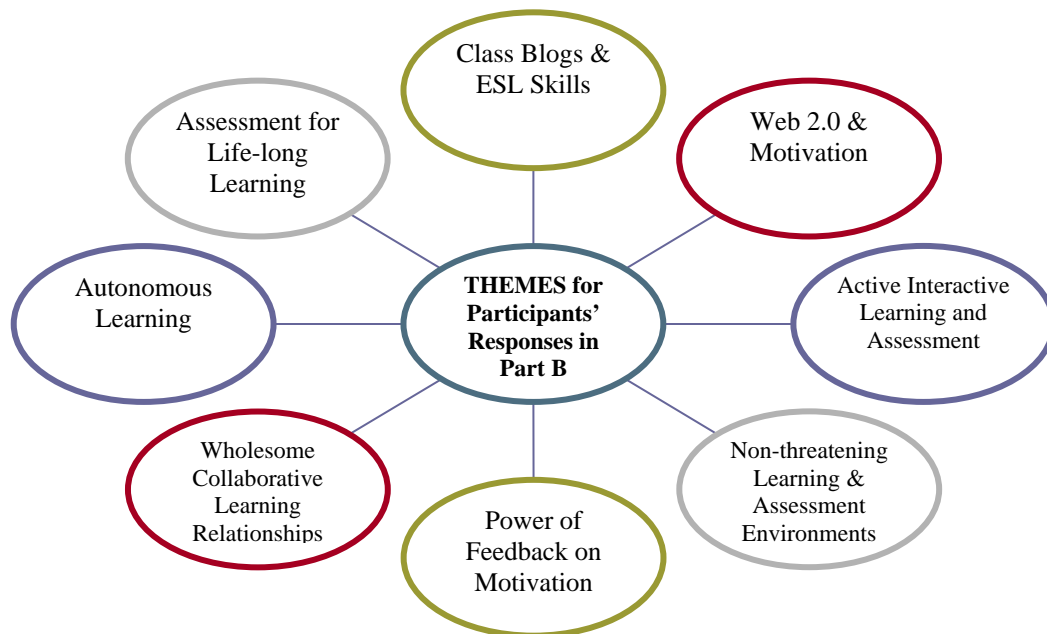 Class Blogs &
ESL Skills
Web 2.0 &
Motivation
Active Interactive
Learning and
Assessment
Non-threatening
Learning &
Assessment
Environments
Power of
Feedback on
Motivation
Wholesome
Collaborative
Learning
Relationships
Autonomous
Learning
Assessment for
Life-long
Learning
THEMES for
Participants’
Responses in
Part B